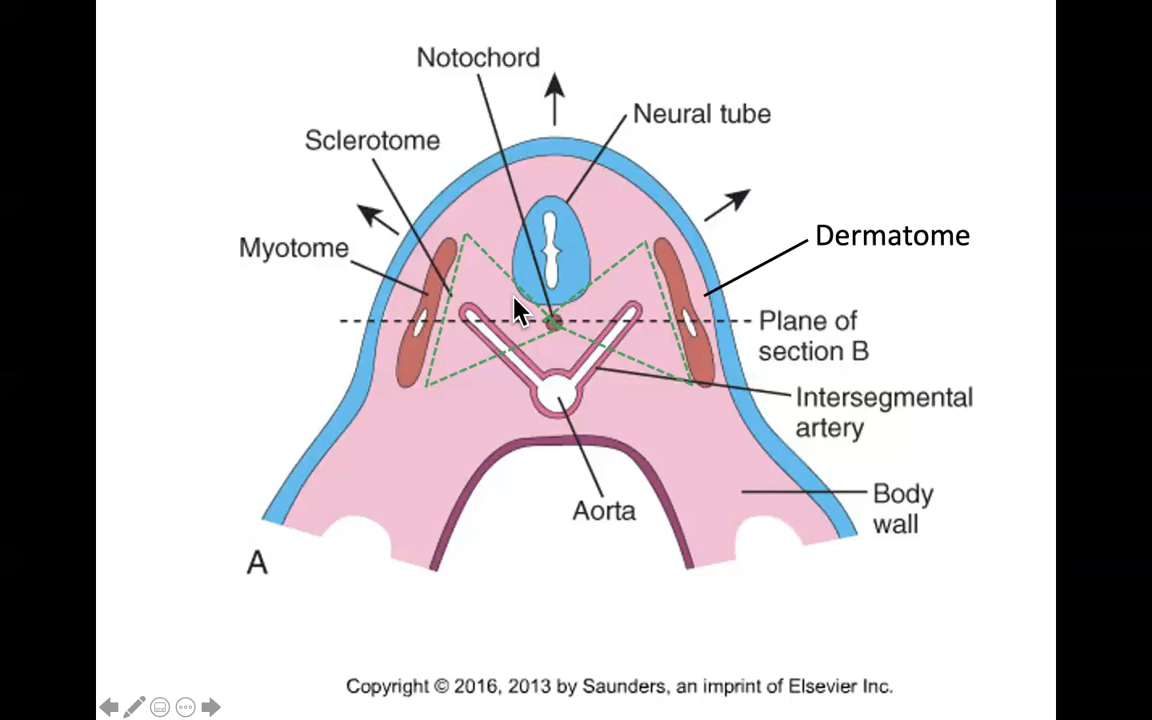 Notochord
Neural tube
Sclerotome
Myotome
Dermatome
Plane of
section B
Intersegmental
artery
Body
wall
Aorta
A
Copyright © 2016, 2013 by Saunders, an imprint of Elsevier Inc.